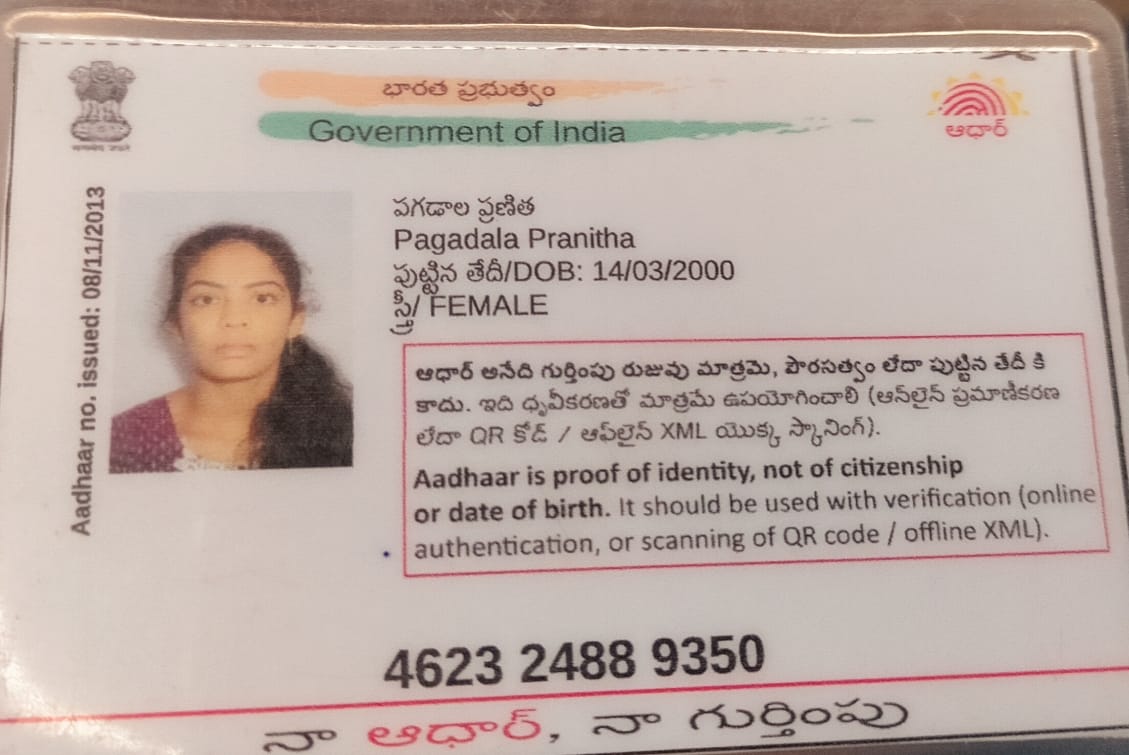 భారత ప్రభుత్వం
Government of India
ఆధార్
Aadhaar no. issued: 08/11/2013
పగడాల ప్రణిత
Pagadala Pranitha
పుట్టిన తేదీ/DOB: 14/03/2000
స్త్రీ/ FEMALE
ఆధార్ అనేది గుర్తింపు రుజువు మాత్రమె, పౌరసత్వం లేదా పుట్టిన తేదీ కి
కాదు. ఇది ధృవీకరణతో మాత్రమే ఉపయోగించాలి (ఆన్‌లైన్ ప్రమాణీకరణ
లేదా QR కోడ్ / ఆఫ్‌లైన్ XML యొక్క స్కానింగ్).
Aadhaar is proof of identity, not of citizenship
or date of birth. It should be used with verification (online
authentication, or scanning of QR code / offline XML).
4623 2488 9350
నా ఆధార్, నా గుర్తింపు